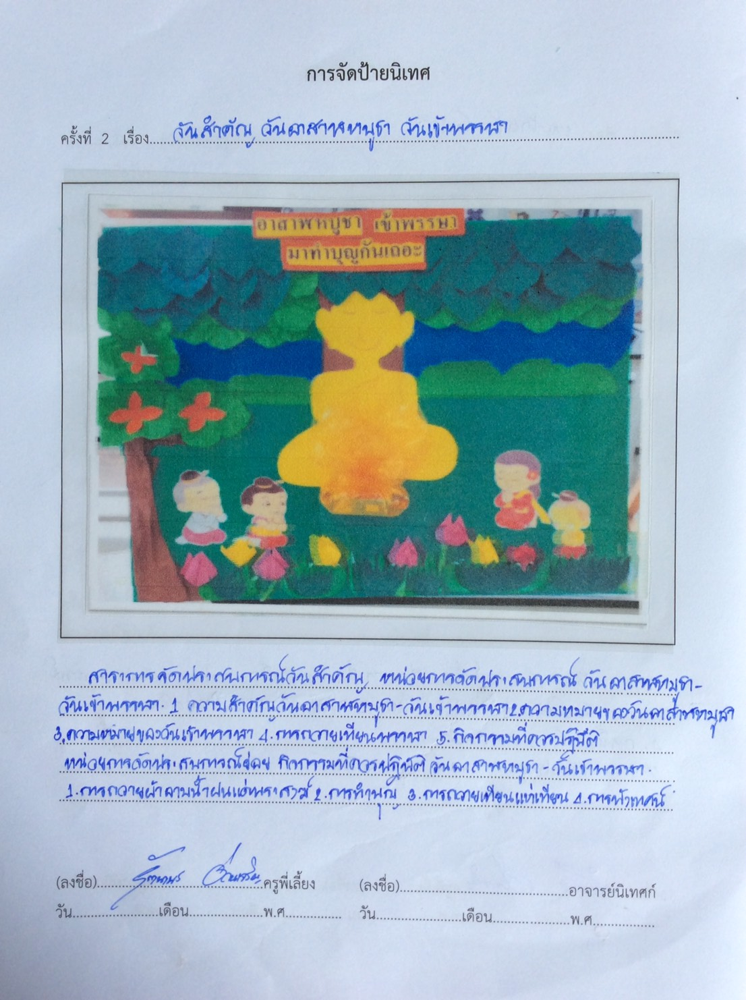 การจัดป้ายนิเทศ
ครั้งที่ 2 เรื่อง วันสำคัญ วันอาสาฬหบูชา วันเข้าพรรษา
อาสาฬหบูชา เข้าพรรษา
มาทำบุญกันเถอะ
สาระการจัดประสบการณ์วันสำคัญ หน่วยการจัดประสบการณ์ วันอาสาฬหบูชา-
วันเข้าพรรษา. 1 ความสำคัญวันอาสาฬหบูชา-วันเข้าพรรษา 2.ความหมายของวันอาสาฬหบูชา
3.ความหมายของวันเข้าพรรษา 4.การถวายเทียนพรรษา 5.กิจกรรมที่ควรปฏิบัติ
หน่วยการจัดประสบการณ์ย่อย กิจกรรมที่ควรปฏิบัติ วันอาสาฬหบูชา-วันเข้าพรรษา.
1.การถวายผ้าอาบน้ำฝนแด่พระสงฆ์ 2.การทำบุญ 3.การถวายเทียนแห่เทียน 4.การฟังเทศน์
(ลงชื่อ)..........ครูพี่เลี้ยง (ลงชื่อ)..........อาจารย์นิเทศก์
วัน..........เดือน..........พ.ศ.......... วัน..........เดือน..........พ.ศ..........